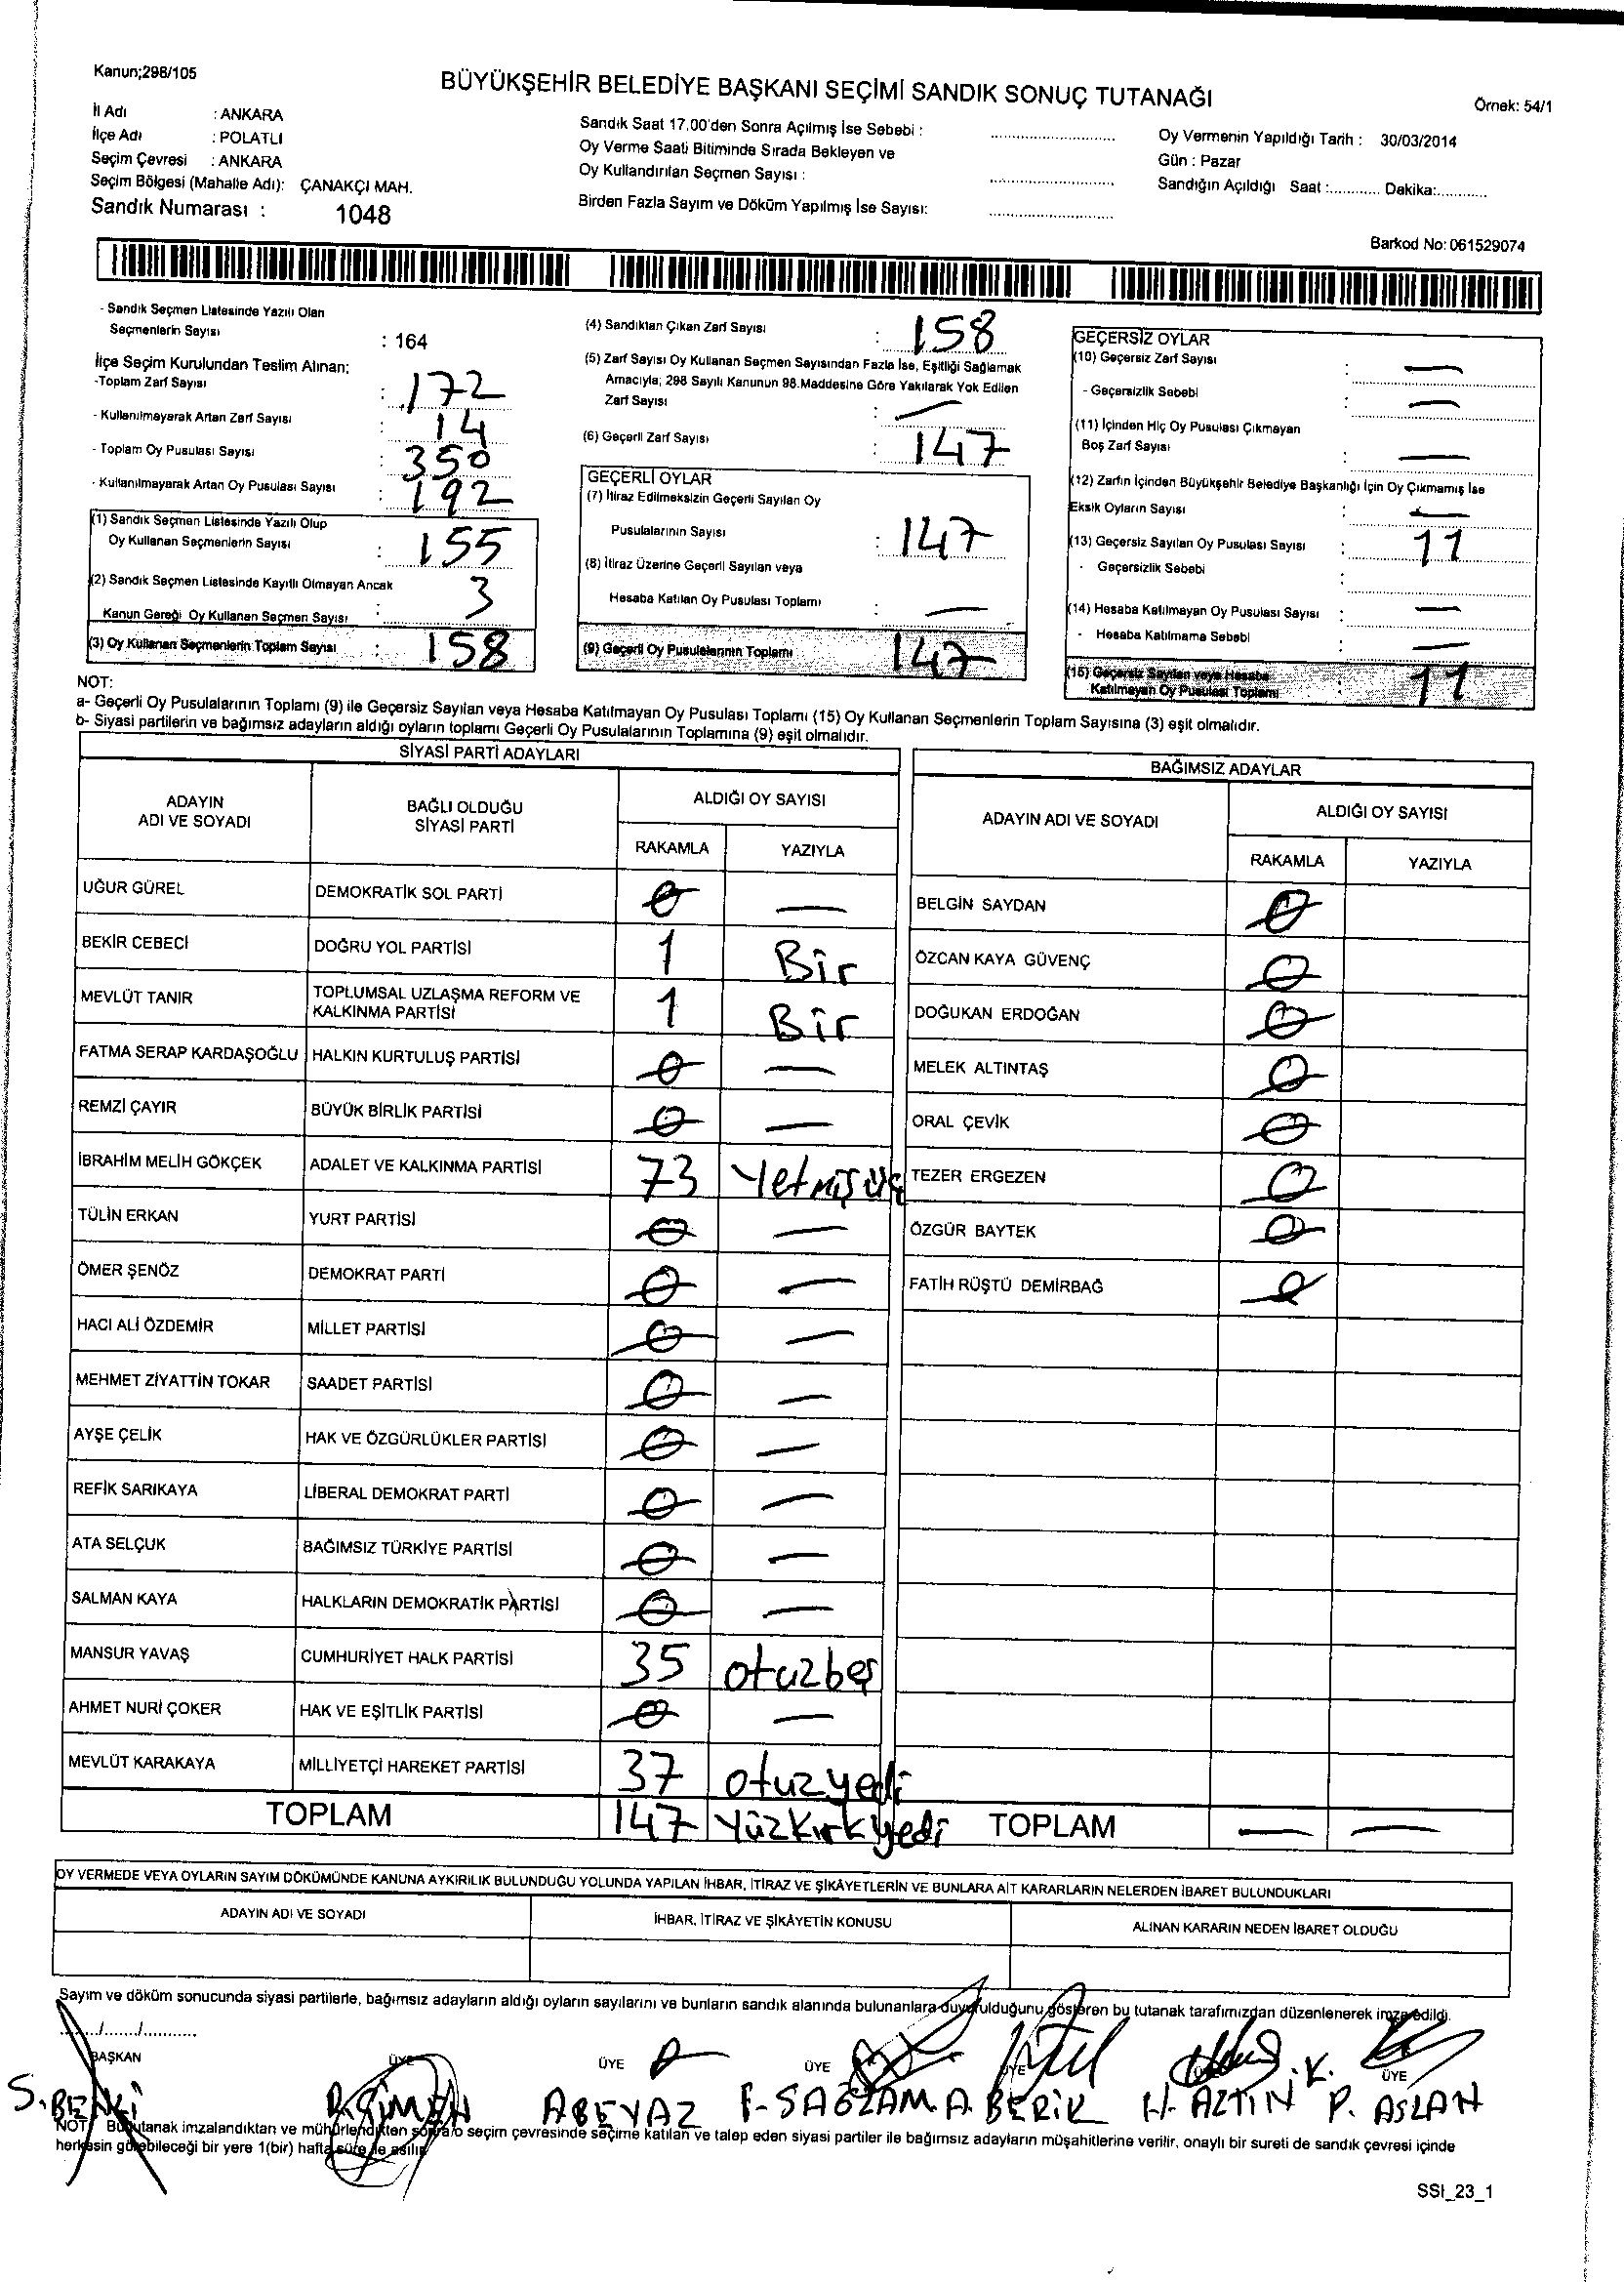 Kanun;298/105
BÜYÜKŞEHİR BELEDİYE BAŞKANI SEÇİMİ SANDIK SONUÇ TUTANAĞI
Örnek: 54/1
İl Adı : ANKARA
İlçe Adı : POLATLI
Seçim Çevresi : ANKARA
Seçim Bölgesi (Mahalle Adı): ÇANAKÇI MAH.
Sandık Numarası : 1048
Sandık Saat 17.00'den Sonra Açılmış İse Sebebi :
Oy Verme Saati Bitiminde Sırada Bekleyen ve
Oy Kullandırılan Seçmen Sayısı :
Birden Fazla Sayım ve Döküm Yapılmış İse Sayısı:
Oy Vermenin Yapıldığı Tarih : 30/03/2014
Gün : Pazar
Sandığın Açıldığı Saat :............ Dakika:............
Barkod No: 061529074
- Sandık Seçmen Listesinde Yazılı Olan
Seçmenlerin Sayısı : 164
İlçe Seçim Kurulundan Teslim Alınan;
-Toplam Zarf Sayısı : 172
- Kullanılmayarak Artan Zarf Sayısı : 14
- Toplam Oy Pusulası Sayısı : 350
- Kullanılmayarak Artan Oy Pusulası Sayısı : 192
(1) Sandık Seçmen Listesinde Yazılı Olup
Oy Kullanan Seçmenlerin Sayısı : 155
(2) Sandık Seçmen Listesinde Kayıtlı Olmayan Ancak
Kanun Gereği Oy Kullanan Seçmen Sayısı : 3
(3) Oy Kullanan Seçmenlerin Toplam Sayısı : 158
(4) Sandıktan Çıkan Zarf Sayısı : 158
(5) Zarf Sayısı Oy Kullanan Seçmen Sayısından Fazla İse, Eşitliği Sağlamak
Amacıyla; 298 Sayılı Kanunun 98.Maddesine Göre Yakılarak Yok Edilen
Zarf Sayısı : —
(6) Geçerli Zarf Sayısı : 147
GEÇERLİ OYLAR
(7) İtiraz Edilmeksizin Geçerli Sayılan Oy
Pusulalarının Sayısı : 147
(8) İtiraz Üzerine Geçerli Sayılan veya
Hesaba Katılan Oy Pusulası Toplamı : —
(9) Geçerli Oy Pusulalarının Toplamı : 147
GEÇERSİZ OYLAR
(10) Geçersiz Zarf Sayısı : —
- Geçersizlik Sebebi : —
(11) İçinden Hiç Oy Pusulası Çıkmayan
Boş Zarf Sayısı : —
(12) Zarfın İçinden Büyükşehir Belediye Başkanlığı İçin Oy Çıkmamış İse
Eksik Oyların Sayısı : —
(13) Geçersiz Sayılan Oy Pusulası Sayısı : 11
- Geçersizlik Sebebi :
(14) Hesaba Katılmayan Oy Pusulası Sayısı : —
- Hesaba Katılmama Sebebi : —
(15) Geçersiz Sayılan veya Hesaba
Katılmayan Oy Pusulası Toplamı : 11
NOT:
a- Geçerli Oy Pusulalarının Toplamı (9) ile Geçersiz Sayılan veya Hesaba Katılmayan Oy Pusulası Toplamı (15) Oy Kullanan Seçmenlerin Toplam Sayısına (3) eşit olmalıdır.
b- Siyasi partilerin ve bağımsız adayların aldığı oyların toplamı Geçerli Oy Pusulalarının Toplamına (9) eşit olmalıdır.
SİYASİ PARTİ ADAYLARI
ADAYIN ADI VE SOYADI BAĞLI OLDUĞU SİYASİ PARTİ ALDIĞI OY SAYISI
RAKAMLA YAZIYLA
UĞUR GÜREL DEMOKRATİK SOL PARTİ 0 —
BEKİR CEBECİ DOĞRU YOL PARTİSİ 1 Bir
MEVLÜT TANIR TOPLUMSAL UZLAŞMA REFORM VE KALKINMA PARTİSİ 1 Bir
FATMA SERAP KARDAŞOĞLU HALKIN KURTULUŞ PARTİSİ 0 —
REMZİ ÇAYIR BÜYÜK BİRLİK PARTİSİ 0 —
İBRAHİM MELİH GÖKÇEK ADALET VE KALKINMA PARTİSİ 73 Yetmişüç
TÜLİN ERKAN YURT PARTİSİ 0 —
ÖMER ŞENÖZ DEMOKRAT PARTİ 0 —
HACI ALİ ÖZDEMİR MİLLET PARTİSİ 0 —
MEHMET ZİYATTİN TOKAR SAADET PARTİSİ 0 —
AYŞE ÇELİK HAK VE ÖZGÜRLÜKLER PARTİSİ 0 —
REFİK SARIKAYA LİBERAL DEMOKRAT PARTİ 0 —
ATA SELÇUK BAĞIMSIZ TÜRKİYE PARTİSİ 0 —
SALMAN KAYA HALKLARIN DEMOKRATİK PARTİSİ 0 —
MANSUR YAVAŞ CUMHURİYET HALK PARTİSİ 35 otuzbeş
AHMET NURİ ÇOKER HAK VE EŞİTLİK PARTİSİ 0 —
MEVLÜT KARAKAYA MİLLİYETÇİ HAREKET PARTİSİ 37 otuzyedi
TOPLAM 147 Yüzkırkyedi
BAĞIMSIZ ADAYLAR
ADAYIN ADI VE SOYADI ALDIĞI OY SAYISI
RAKAMLA YAZIYLA
BELGİN SAYDAN 0
ÖZCAN KAYA GÜVENÇ 0
DOĞUKAN ERDOĞAN 0
MELEK ALTINTAŞ 0
ORAL ÇEVİK 0
TEZER ERGEZEN 0
ÖZGÜR BAYTEK 0
FATİH RÜŞTÜ DEMİRBAĞ 0
TOPLAM — —
OY VERMEDE VEYA OYLARIN SAYIM DÖKÜMÜNDE KANUNA AYKIRILIK BULUNDUĞU YOLUNDA YAPILAN İHBAR, İTİRAZ VE ŞİKÂYETLERİN VE BUNLARA AİT KARARLARIN NELERDEN İBARET BULUNDUKLARI
ADAYIN ADI VE SOYADI İHBAR, İTİRAZ VE ŞİKÂYETİN KONUSU ALINAN KARARIN NEDEN İBARET OLDUĞU
Sayım ve döküm sonucunda siyasi partilerle, bağımsız adayların aldığı oyların sayılarını ve bunların sandık alanında bulunanlara duyurulduğunu gösteren bu tutanak tarafımızdan düzenlenerek imza edildi.
....../......./............
BAŞKAN ÜYE ÜYE ÜYE ÜYE ÜYE ÜYE
A BEYAZ F. SAĞLAM A. BERİK H. ALTIN P. ASLAN
NOT: Bu tutanak imzalandıktan ve mühürlendikten sonra o seçim çevresinde seçime katılan ve talep eden siyasi partiler ile bağımsız adayların müşahitlerine verilir, onaylı bir sureti de sandık çevresi içinde
herkesin görebileceği bir yere 1(bir) hafta süre ile asılır.
SSI_23_1